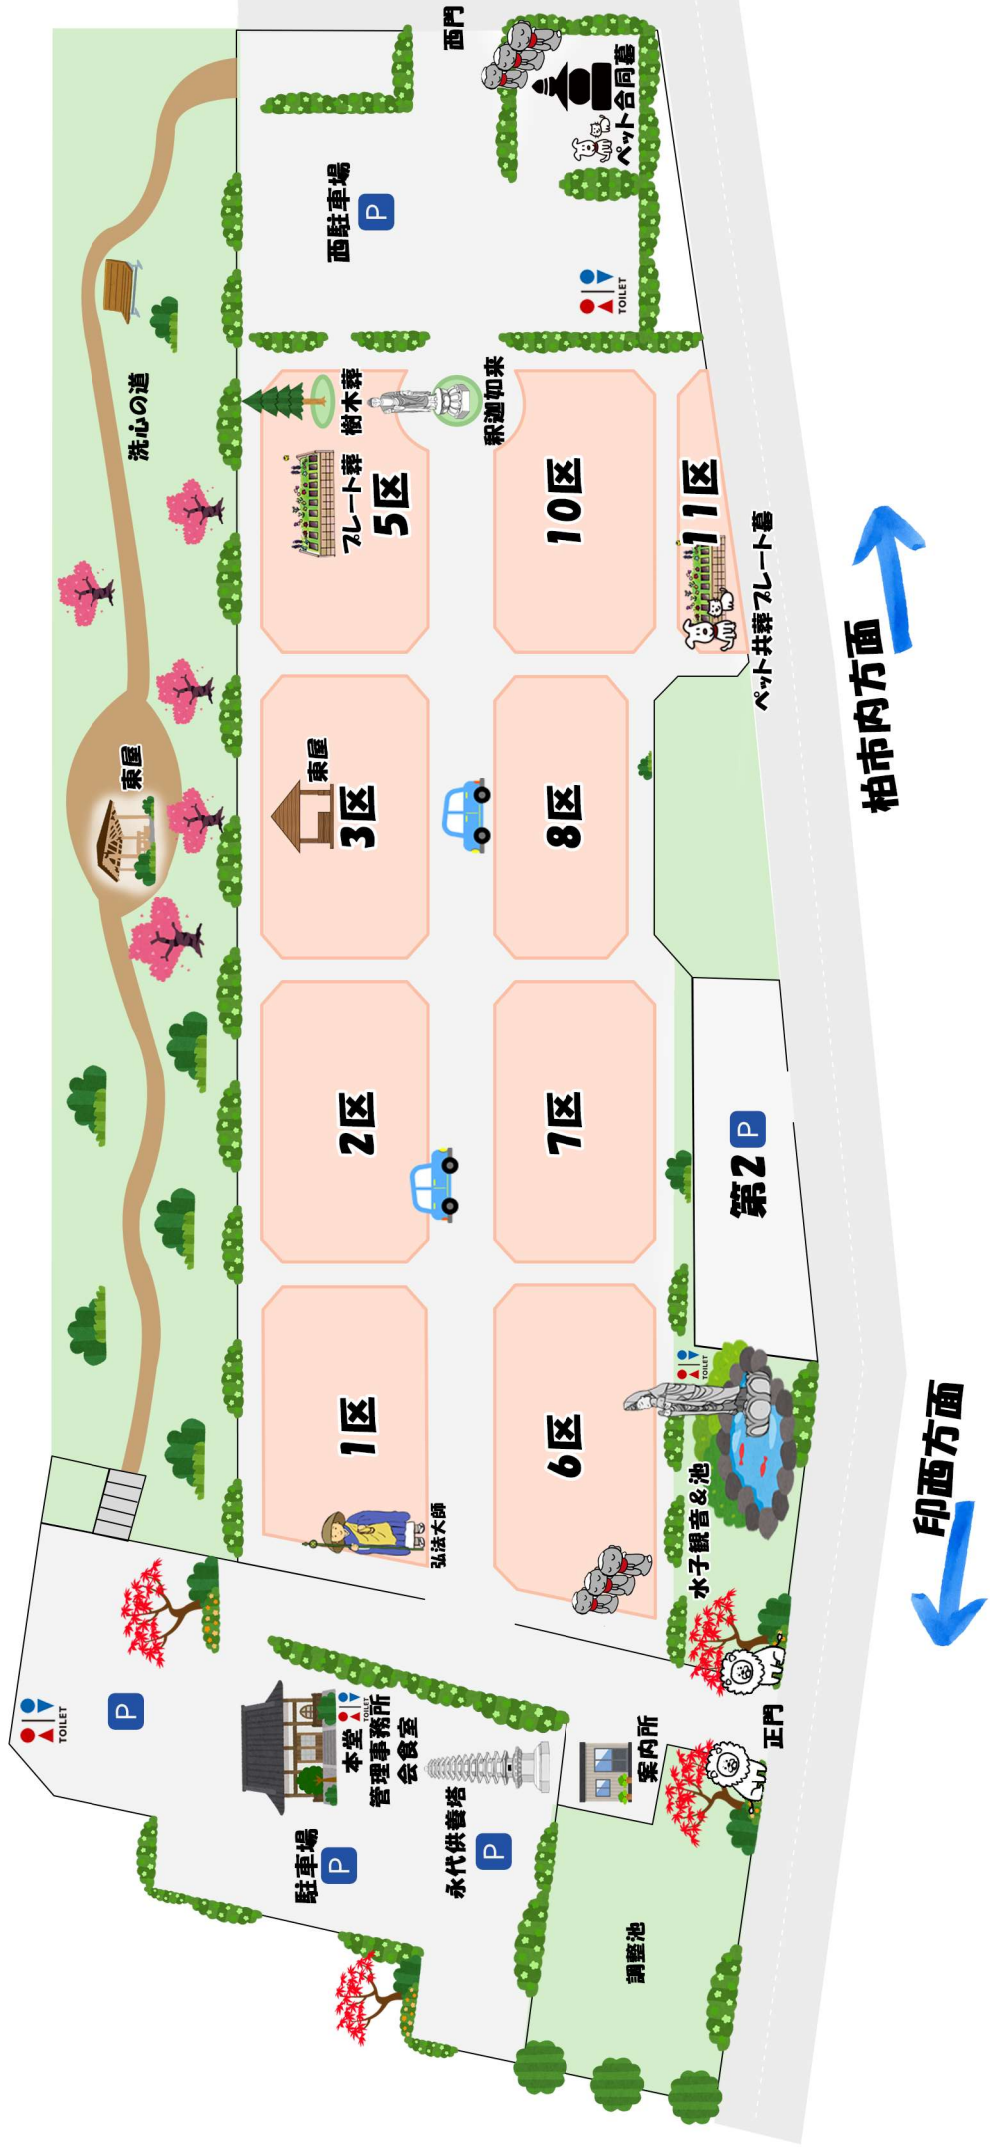 西門
ペット合同墓
西駐車場
P
TOILET
洗心の道
樹木葬
プレート葬
5区
釈迦如来
10区
11区
ペット共葬プレート墓
柏市内方面
東屋
東屋
3区
8区
2区
7区
第2
P
1区
弘法大師
6区
TOILET
水子観音&池
印西方面
TOILET
P
本堂
TOILET
管理事務所
会食室
案内所
正門
駐車場
P
永代供養塔
P
調整池